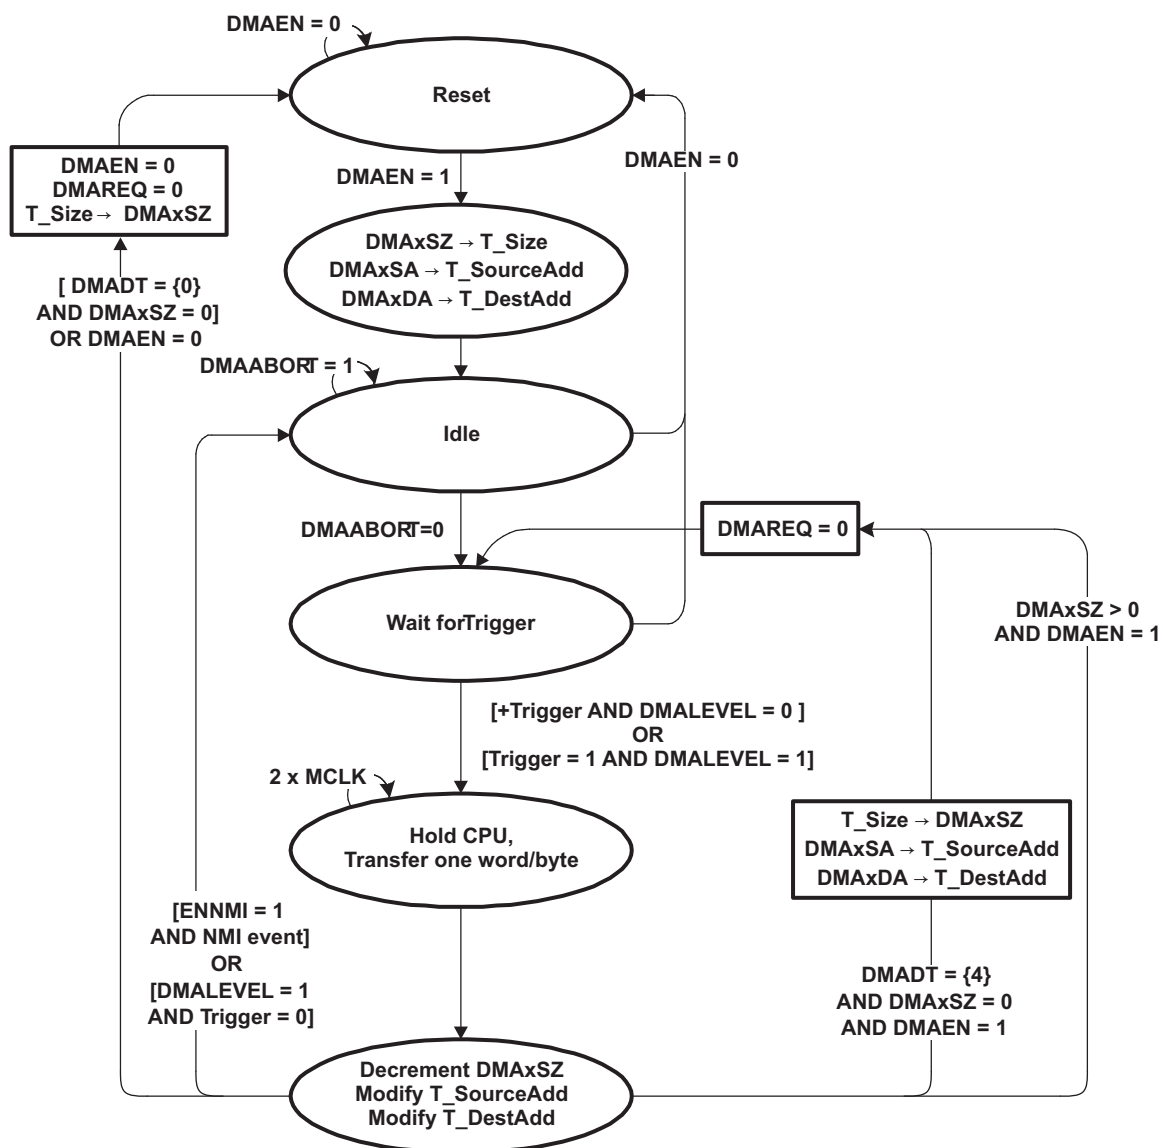 DMAEN = 0
Reset
DMAEN = 0
DMAREQ = 0
T_Size → DMAxSZ
DMAEN = 1
DMAEN = 0
DMAxSZ → T_Size
DMAxSA → T_SourceAdd
DMAxDA → T_DestAdd
[ DMADT = {0}
AND DMAxSZ = 0]
OR DMAEN = 0
DMAABORT = 1
Idle
DMAABORT=0
DMAREQ = 0
Wait forTrigger
DMAxSZ > 0
AND DMAEN = 1
[+Trigger AND DMALEVEL = 0 ]
OR
[Trigger = 1 AND DMALEVEL = 1]
2 x MCLK
Hold CPU,
Transfer one word/byte
T_Size → DMAxSZ
DMAxSA → T_SourceAdd
DMAxDA → T_DestAdd
[ENNMI = 1
AND NMI event]
OR
[DMALEVEL = 1
AND Trigger = 0]
DMADT = {4}
AND DMAxSZ = 0
AND DMAEN = 1
Decrement DMAxSZ
Modify T_SourceAdd
Modify T_DestAdd